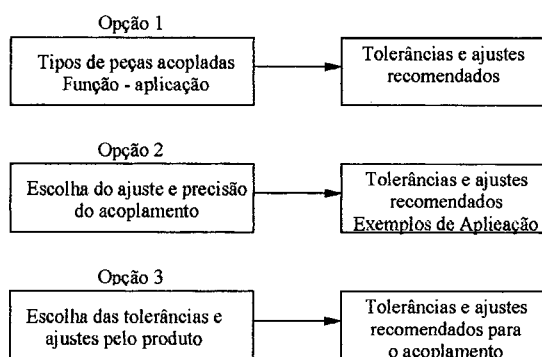 Opção 1
Tipos de peças acopladas
Função - aplicação
Tolerâncias e ajustes
recomendados
Opção 2
Escolha do ajuste e precisão
do acoplamento
Tolerâncias e ajustes
recomendados
Exemplos de Aplicação
Opção 3
Escolha das tolerâncias e
ajustes pelo produto
Tolerâncias e ajustes
recomendados para
o acoplamento